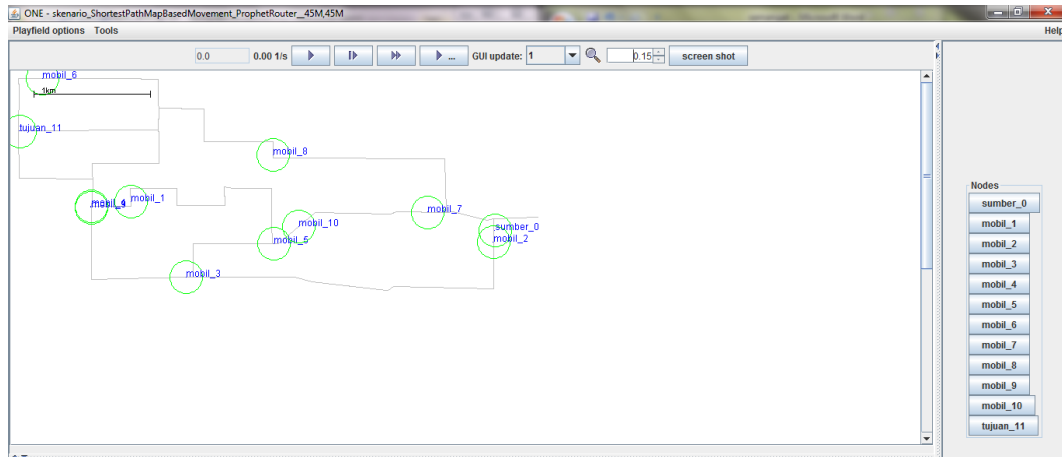 ONE - skenario_ShortestPathMapBasedMovement_ProphetRouter__45M,45M
Playfield options Tools Help
0.0 0.00 1/s ... GUI update: 1 0.15 screen shot
mobil_6
1km
tujuan_11
mobil_8
mobil_1
mobil_7
mobil_10
sumber_0
mobil_5
mobil_2
mobil_3
Nodes
sumber_0
mobil_1
mobil_2
mobil_3
mobil_4
mobil_5
mobil_6
mobil_7
mobil_8
mobil_9
mobil_10
tujuan_11